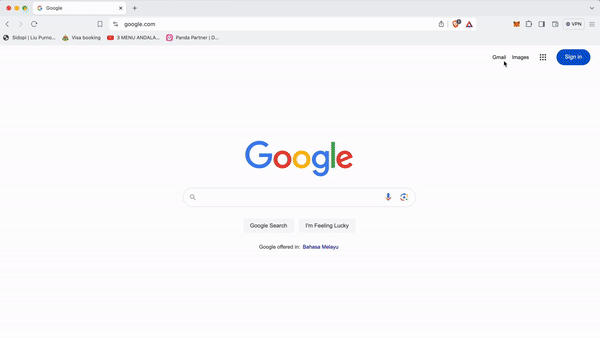 Google
google.com
VPN
Sidopi | Liu Purno...
Visa booking
3 MENU ANDALA...
Panda Partner | D...
Gmail
Images
Sign in
Google
Google Search
I'm Feeling Lucky
Google offered in: Bahasa Melayu